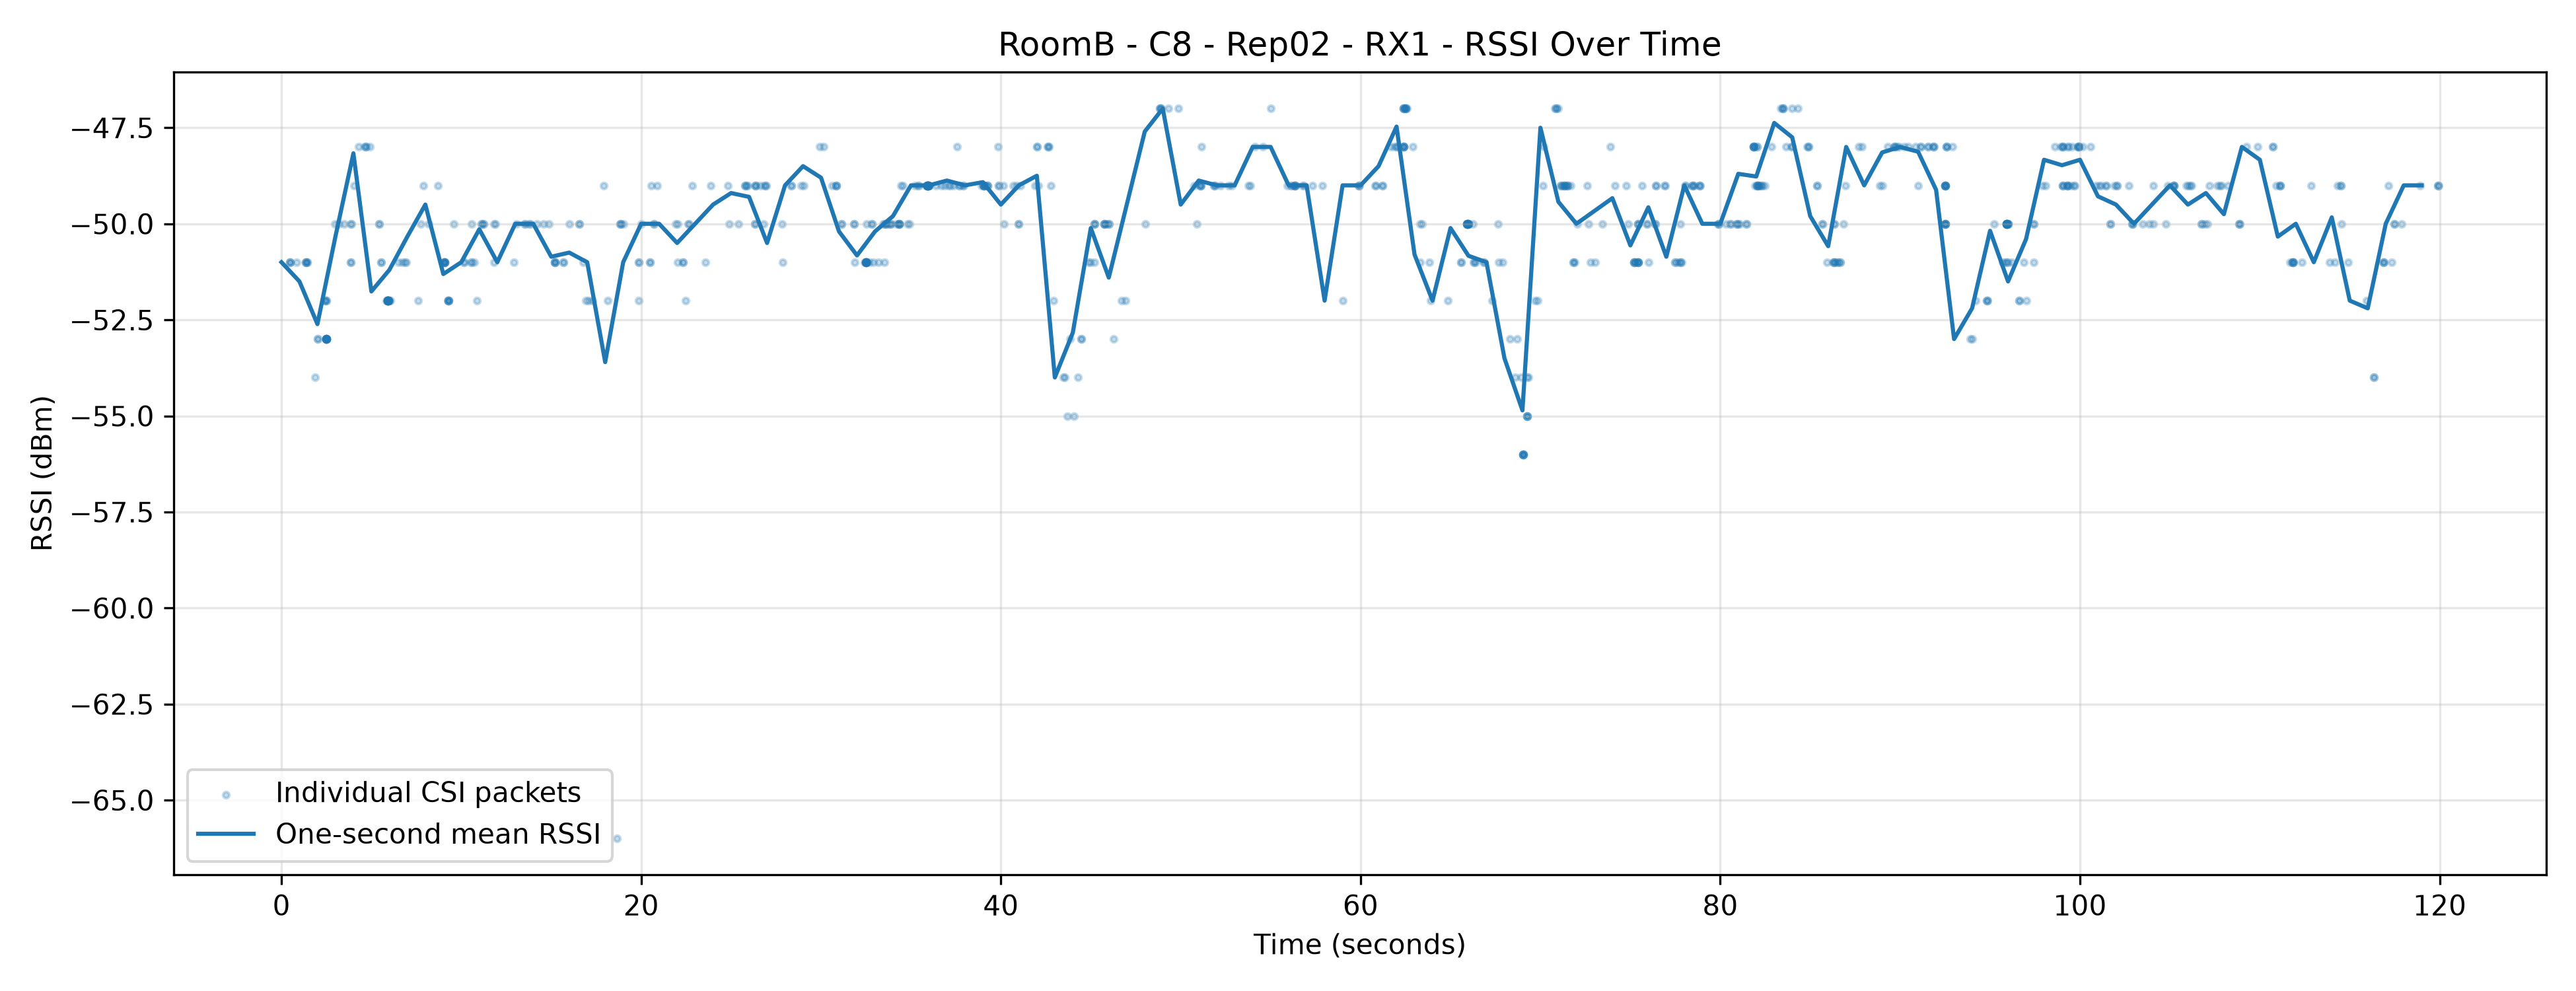 RoomB - C8 - Rep02 - RX1 - RSSI Over Time
RSSI (dBm)
−47.5
−50.0
−52.5
−55.0
−57.5
−60.0
−62.5
−65.0
Individual CSI packets
One-second mean RSSI
0 20 40 60 80 100 120
Time (seconds)